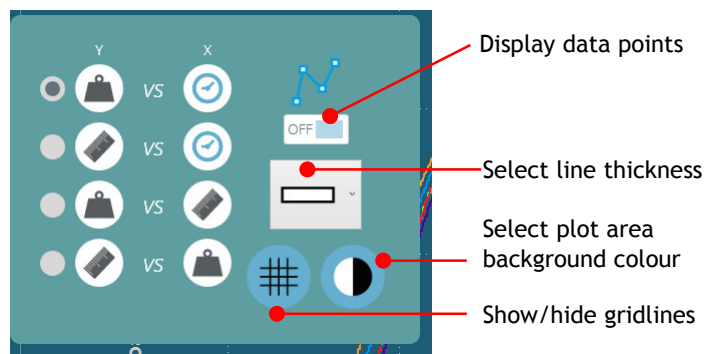 Y X
VS
VS
VS
VS
OFF
Display data points
Select line thickness
Select plot area
background colour
Show/hide gridlines